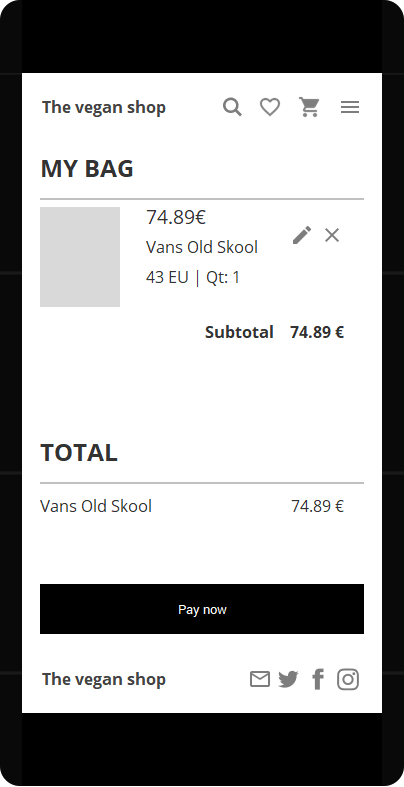 The vegan shop
MY BAG
74.89€
Vans Old Skool
43 EU | Qt: 1
Subtotal 74.89 €
TOTAL
Vans Old Skool 74.89 €
Pay now
The vegan shop